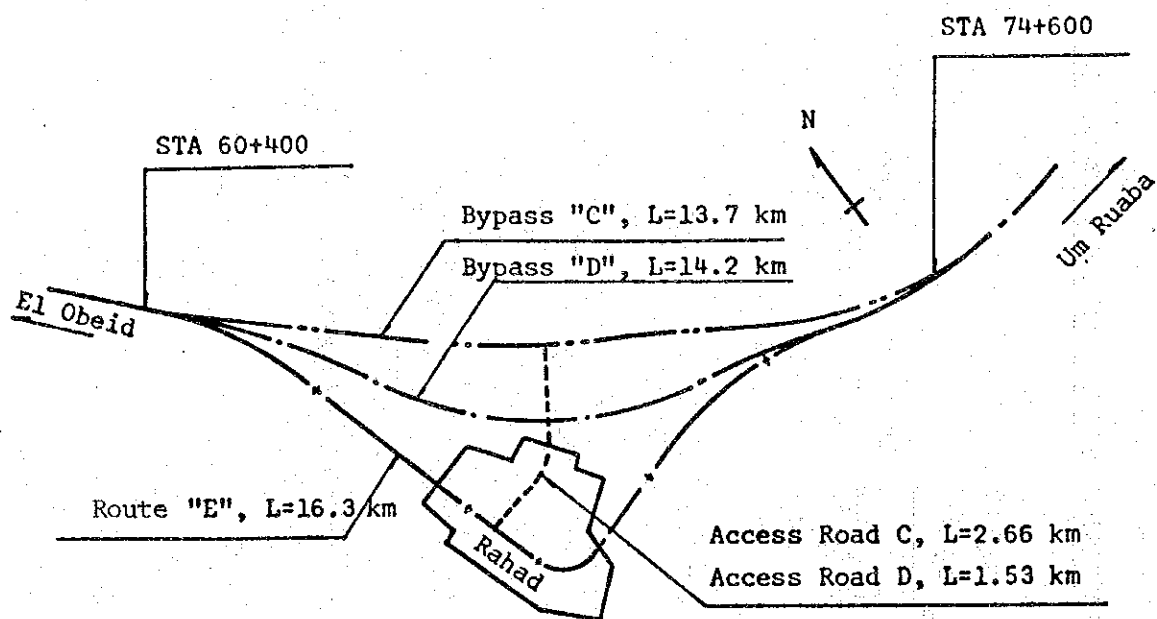 STA 74+600
N
STA 60+400
Um Ruaba
Bypass "C", L=13.7 km
Bypass "D", L=14.2 km
El Obeid
Route "E", L=16.3 km
Rahad
Access Road C, L=2.66 km
Access Road D, L=1.53 km